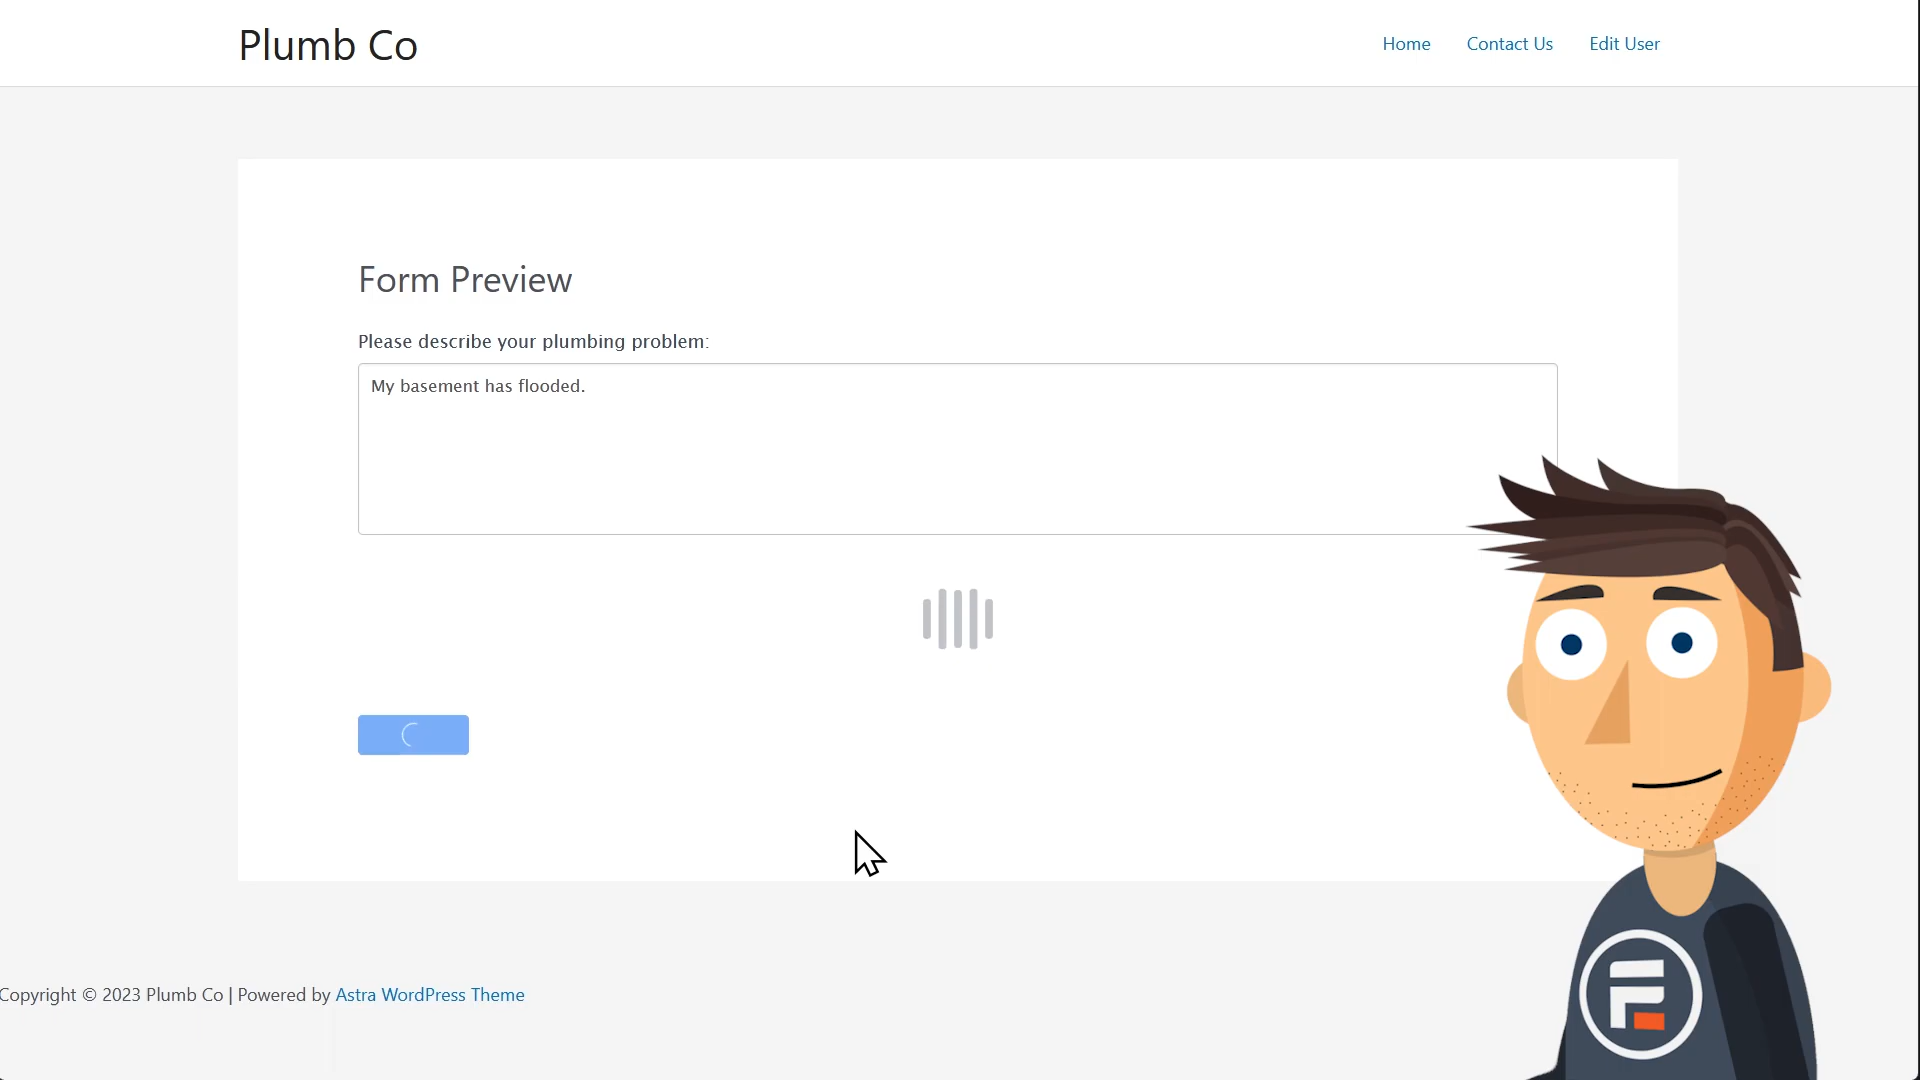 Plumb Co
Home
Contact Us
Edit User
Form Preview
Please describe your plumbing problem:
My basement has flooded.
Copyright © 2023 Plumb Co | Powered by Astra WordPress Theme